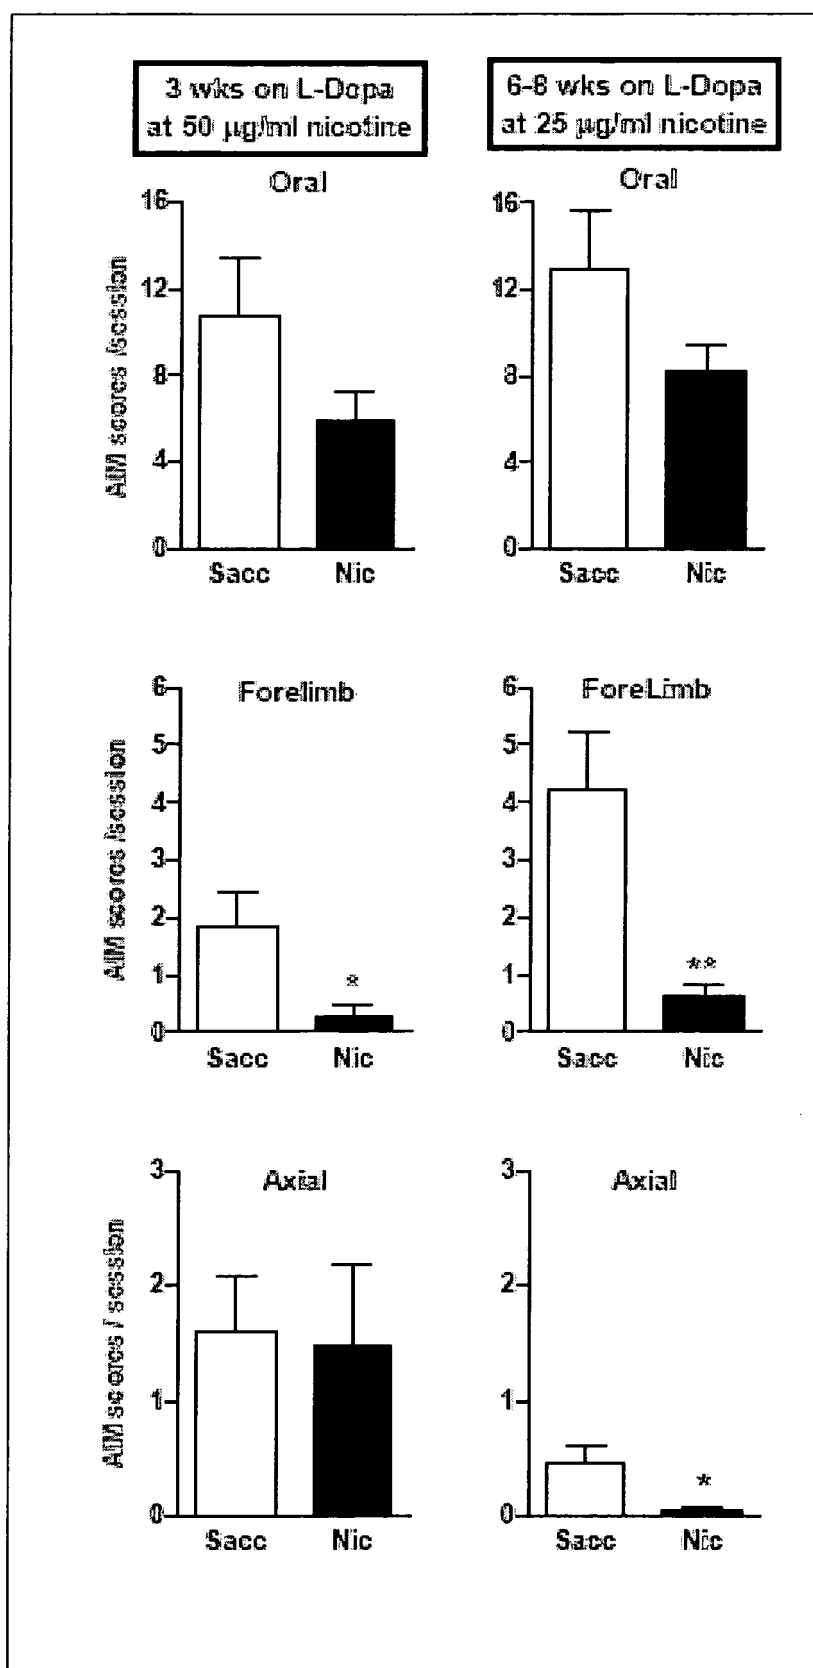 3 wks on L-Dopa
at 50 µg/ml nicotine
6-8 wks on L-Dopa
at 25 µg/ml nicotine
Oral
AIM scores /session
16
12
8
4
0
Sacc
Nic
Oral
16
12
8
4
0
Sacc
Nic
Forelimb
AIM scores /session
6
5
4
3
2
1
0
*
Sacc
Nic
ForeLimb
6
5
4
3
2
1
0
**
Sacc
Nic
Axial
AIM scores / session
3
2
1
0
Sacc
Nic
Axial
3
2
1
0
*
Sacc
Nic